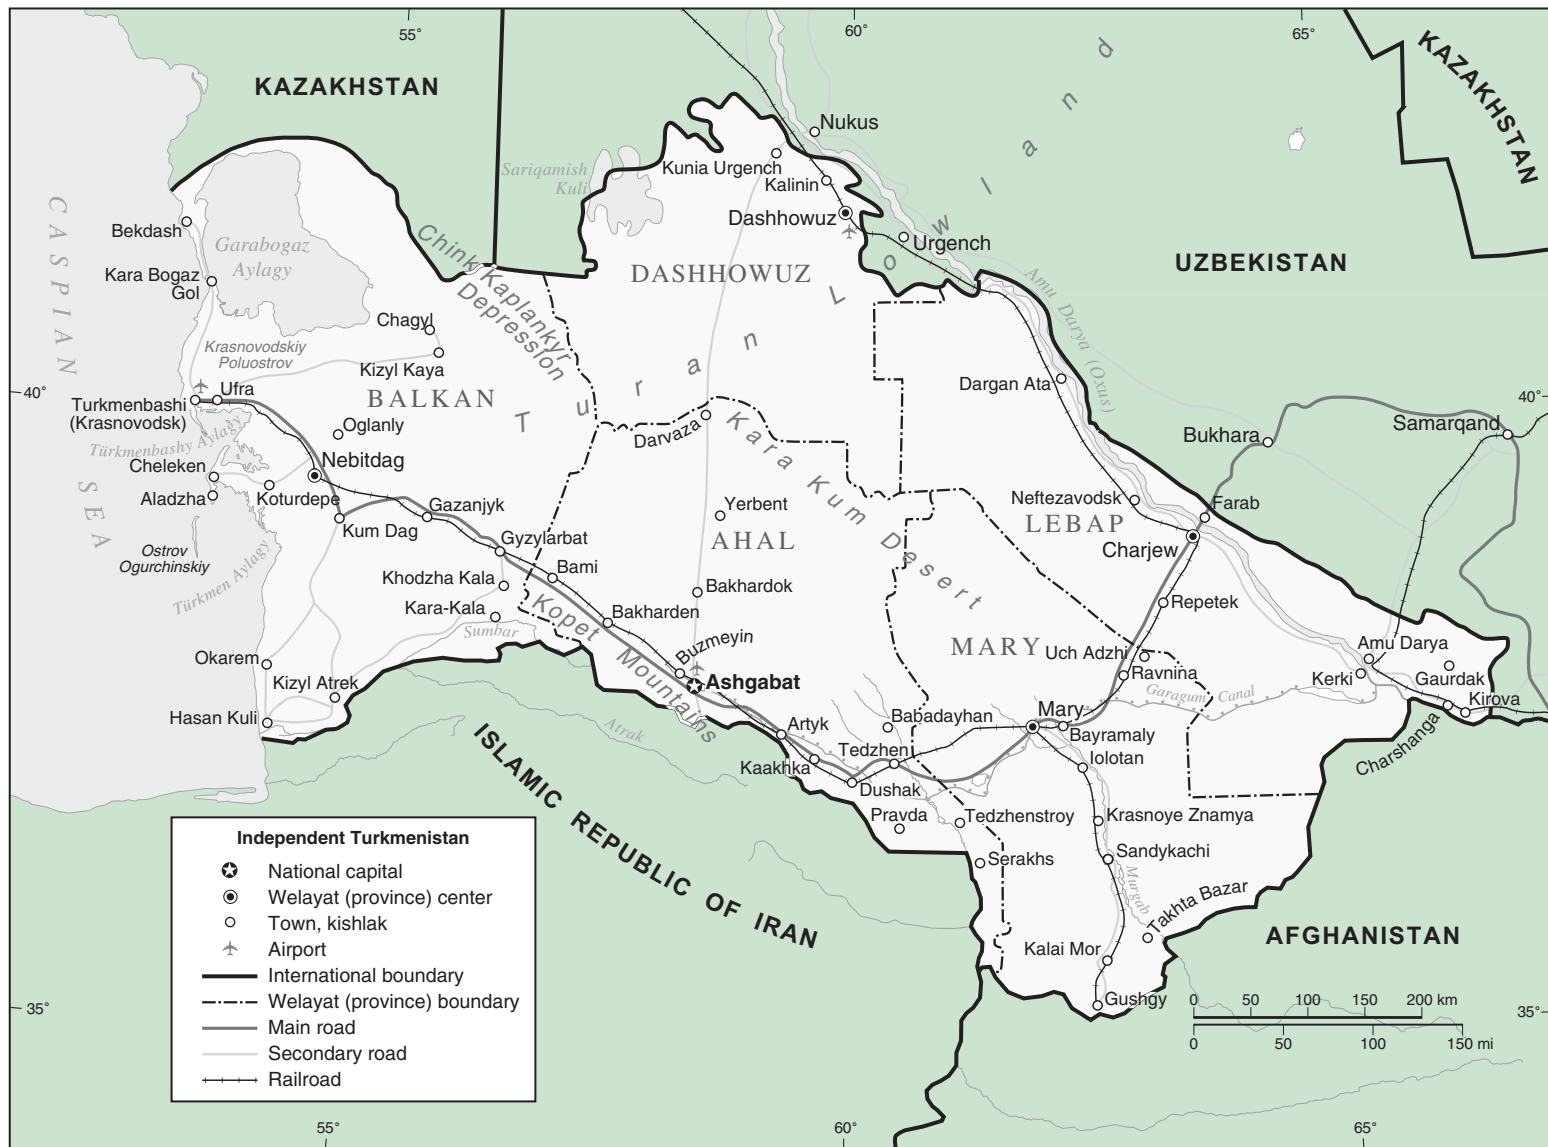 55°
60°
65°
KAZAKHSTAN
KAZAKHSTAN
Nukus
Sariqamish
Kuli
Kunia Urgench
Kalinin
Dashhowuz
Urgench
CASPIAN SEA
Bekdash
Garabogaz
Aylagy
Kara Bogaz
Gol
Chink Kaplankyr
Depression
DASHHOWUZ
Turan Lowland
UZBEKISTAN
Amu Darya (Oxus)
Chagyl
Krasnovodskiy
Poluostrov
Kizyl Kaya
BALKAN
Dargan Ata
40°
40°
Ufra
Turkmenbashi
(Krasnovodsk)
Türkmenbashy Aylagy
Oglanly
Darvaza
Kara Kum Desert
Bukhara
Samarqand
Cheleken
Nebitdag
Aladzha
Koturdepe
Gazanjyk
Kum Dag
Yerbent
AHAL
Neftezavodsk
LEBAP
Farab
Charjew
Ostrov
Ogurchinskiy
Türkmen Aylagy
Gyzylarbat
Khodzha Kala
Bami
Kara-Kala
Sumbar
Kopet Mountains
Bakharden
Bakhardok
Repetek
Buzmeyin
MARY
Uch Adzhi
Amu Darya
Okarem
Kizyl Atrek
Ashgabat
Ravnina
Garagum Canal
Kerki
Gaurdak
Kirova
Hasan Kuli
Atrak
Artyk
Babadayhan
Mary
Bayramaly
Charshanga
Tedzhen
Iolotan
Kaakhka
Dushak
ISLAMIC REPUBLIC OF IRAN
Pravda
Tedzhenstroy
Krasnoye Znamya
Serakhs
Sandykachi
Murgab
Takhta Bazar
AFGHANISTAN
Kalai Mor
Gushgy
Independent Turkmenistan
National capital
Welayat (province) center
Town, kishlak
Airport
International boundary
Welayat (province) boundary
Main road
Secondary road
Railroad
35°
35°
0 50 100 150 200 km
0 50 100 150 mi
55°
60°
65°